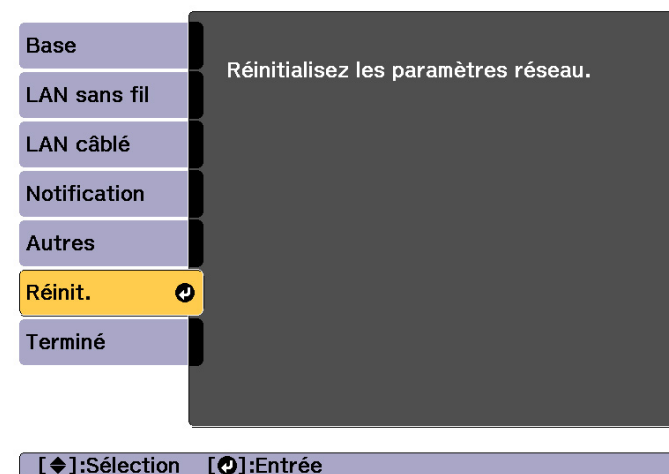 Base
Réinitialisez les paramètres réseau.
LAN sans fil
LAN câblé
Notification
Autres
Réinit.
Terminé
[◆]:Sélection [↵]:Entrée